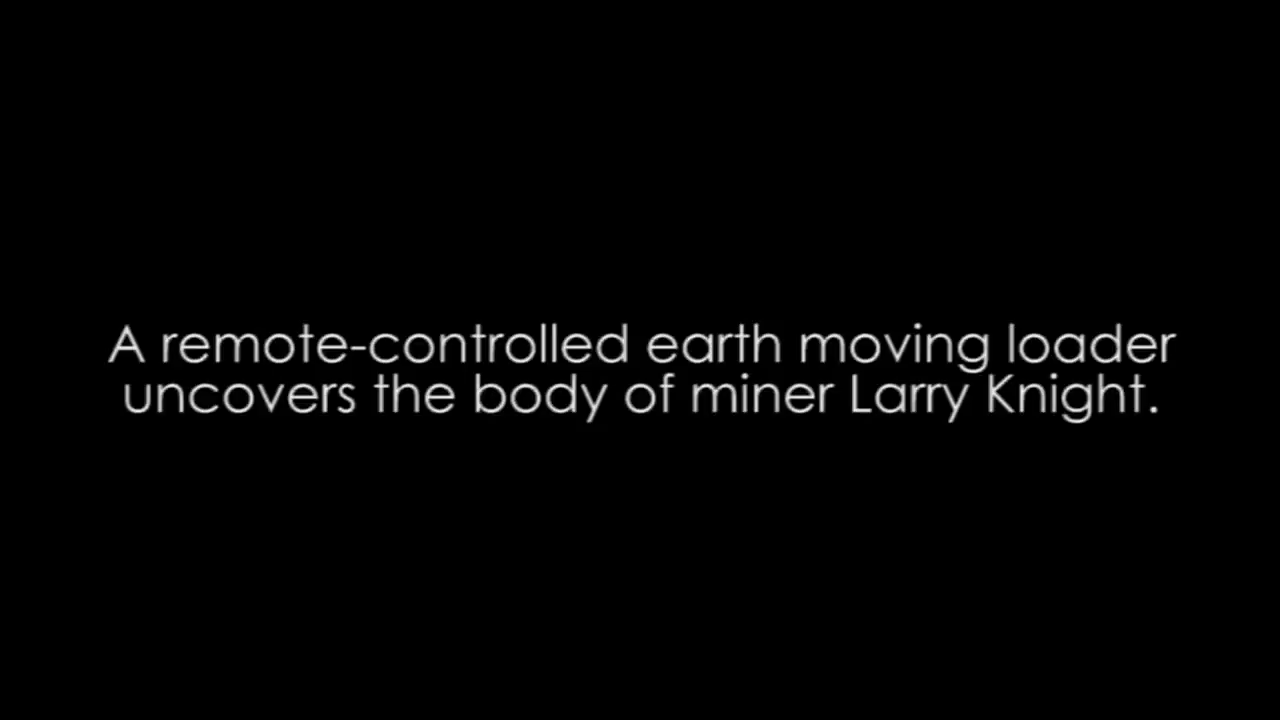 A remote-controlled earth moving loader
uncovers the body of miner Larry Knight.